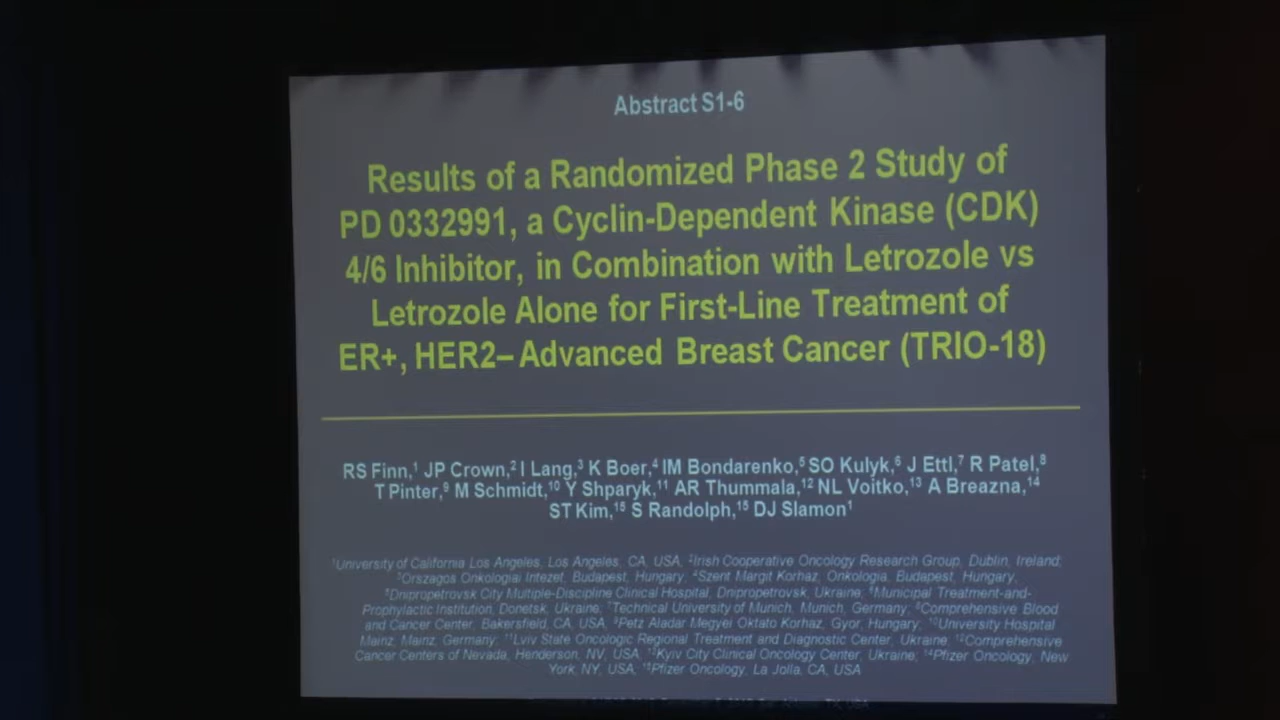 Abstract S1-6
Results of a Randomized Phase 2 Study of
PD 0332991, a Cyclin-Dependent Kinase (CDK)
4/6 Inhibitor, in Combination with Letrozole vs
Letrozole Alone for First-Line Treatment of
ER+, HER2– Advanced Breast Cancer (TRIO-18)
RS Finn,¹ JP Crown,² I Lang,³ K Boer,⁴ IM Bondarenko,⁵ SO Kulyk,⁶ J Ettl,⁷ R Patel,⁸
T Pinter,⁹ M Schmidt,¹⁰ Y Shparyk,¹¹ AR Thummala,¹² NL Voitko,¹³ A Breazna,¹⁴
ST Kim,¹⁵ S Randolph,¹⁵ DJ Slamon¹
¹University of California Los Angeles, Los Angeles, CA, USA, ²Irish Cooperative Oncology Research Group, Dublin, Ireland;
³Orszagos Onkologiai Intezet, Budapest, Hungary, ⁴Szent Margit Korhaz, Onkologia, Budapest, Hungary,
⁵Dnipropetrovsk City Multiple-Discipline Clinical Hospital, Dnipropetrovsk, Ukraine; ⁶Municipal Treatment-and-
Prophylactic Institution, Donetsk, Ukraine; ⁷Technical University of Munich, Munich, Germany; ⁸Comprehensive Blood
and Cancer Center, Bakersfield, CA, USA, ⁹Petz Aladar Megyei Oktato Korhaz, Gyor, Hungary; ¹⁰University Hospital
Mainz, Mainz, Germany; ¹¹Lviv State Oncologic Regional Treatment and Diagnostic Center, Ukraine; ¹²Comprehensive
Cancer Centers of Nevada, Henderson, NV, USA, ¹³Kyiv City Clinical Oncology Center, Ukraine; ¹⁴Pfizer Oncology, New
York, NY, USA, ¹⁵Pfizer Oncology, La Jolla, CA, USA